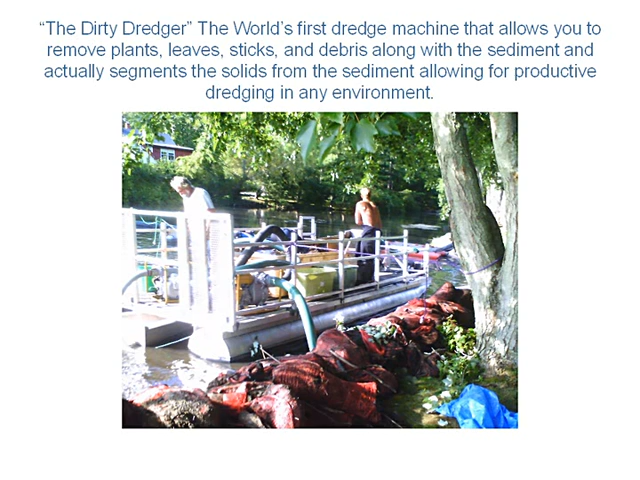 “The Dirty Dredger” The World’s first dredge machine that allows you to
remove plants, leaves, sticks, and debris along with the sediment and
actually segments the solids from the sediment allowing for productive
dredging in any environment.